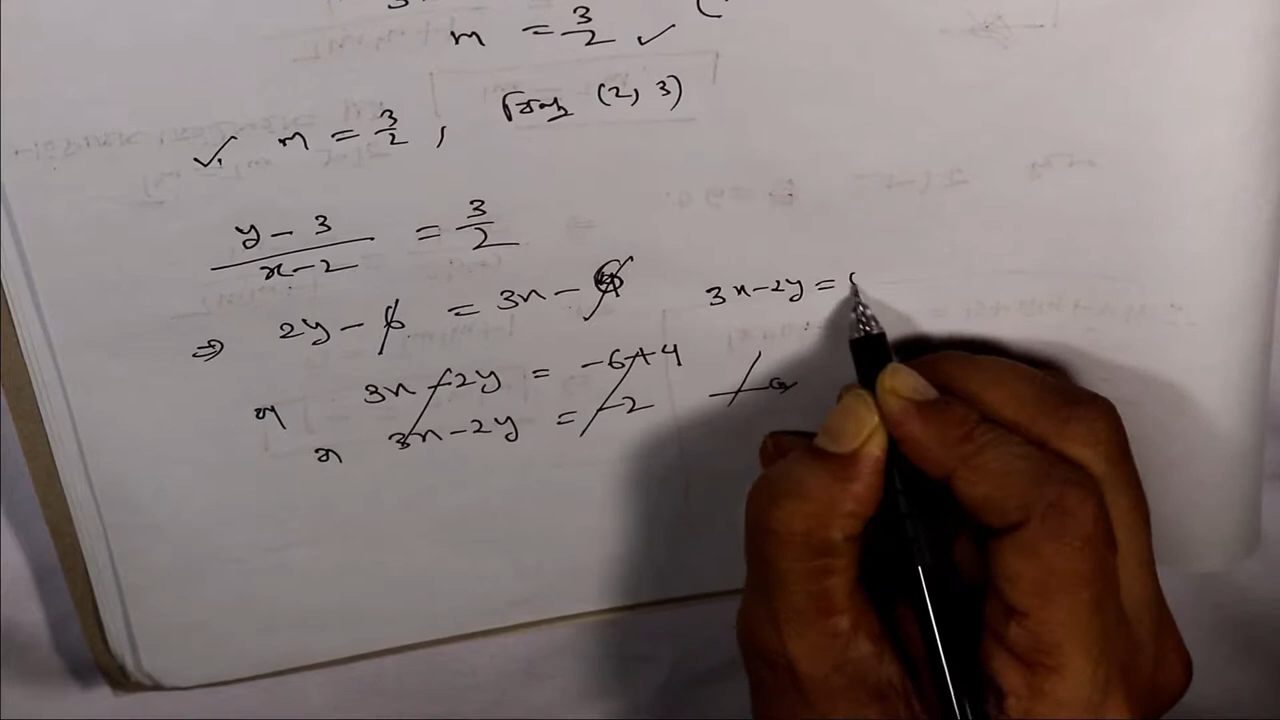 m = 3/2 ✓
✓ m = 3/2 , বিন্দু (2, 3)
y - 3 / x - 2 = 3/2
⇒ 2y - 6 = 3x - 3x - 2y =
বা 3x - 2y = -6+4
বা 3x - 2y = -2